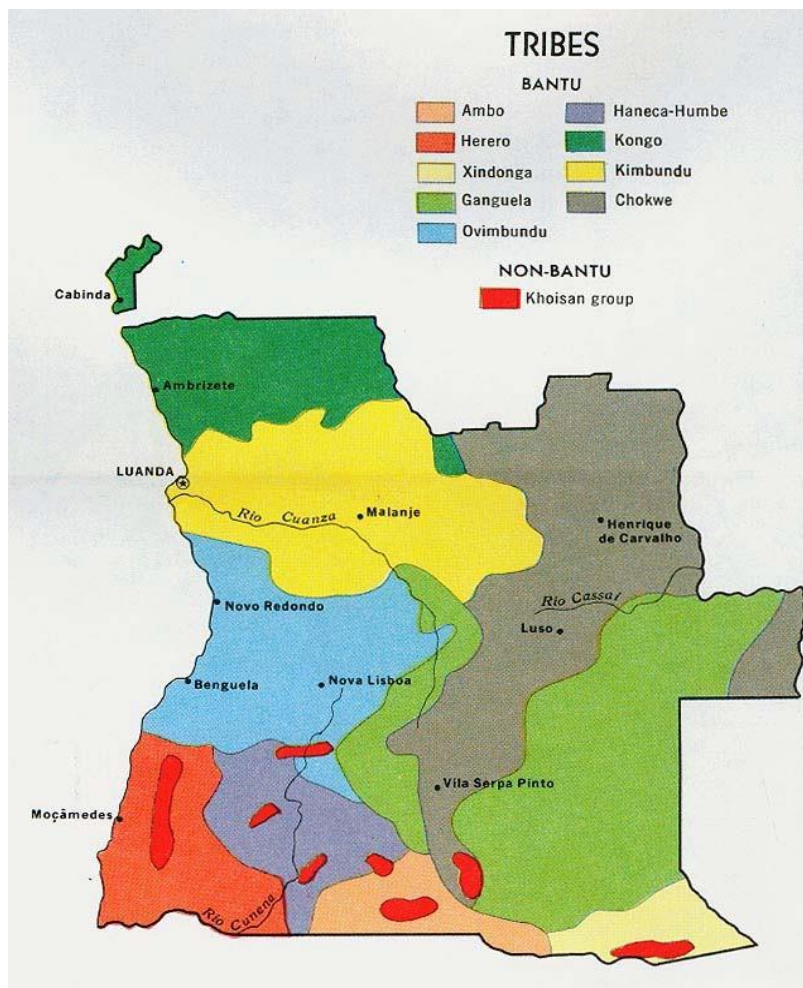 TRIBES
BANTU
Ambo
Herero
Xindonga
Ganguela
Ovimbundu
Haneca-Humbe
Kongo
Kimbundu
Chokwe
NON-BANTU
Khoisan group
Cabinda
Ambrizete
LUANDA
Rio Cuanza
Malanje
Henrique
de Carvalho
Rio Cassai
Novo Redondo
Luso
Benguela
Nova Lisboa
Vila Serpa Pinto
Moçâmedes
Rio Cunena